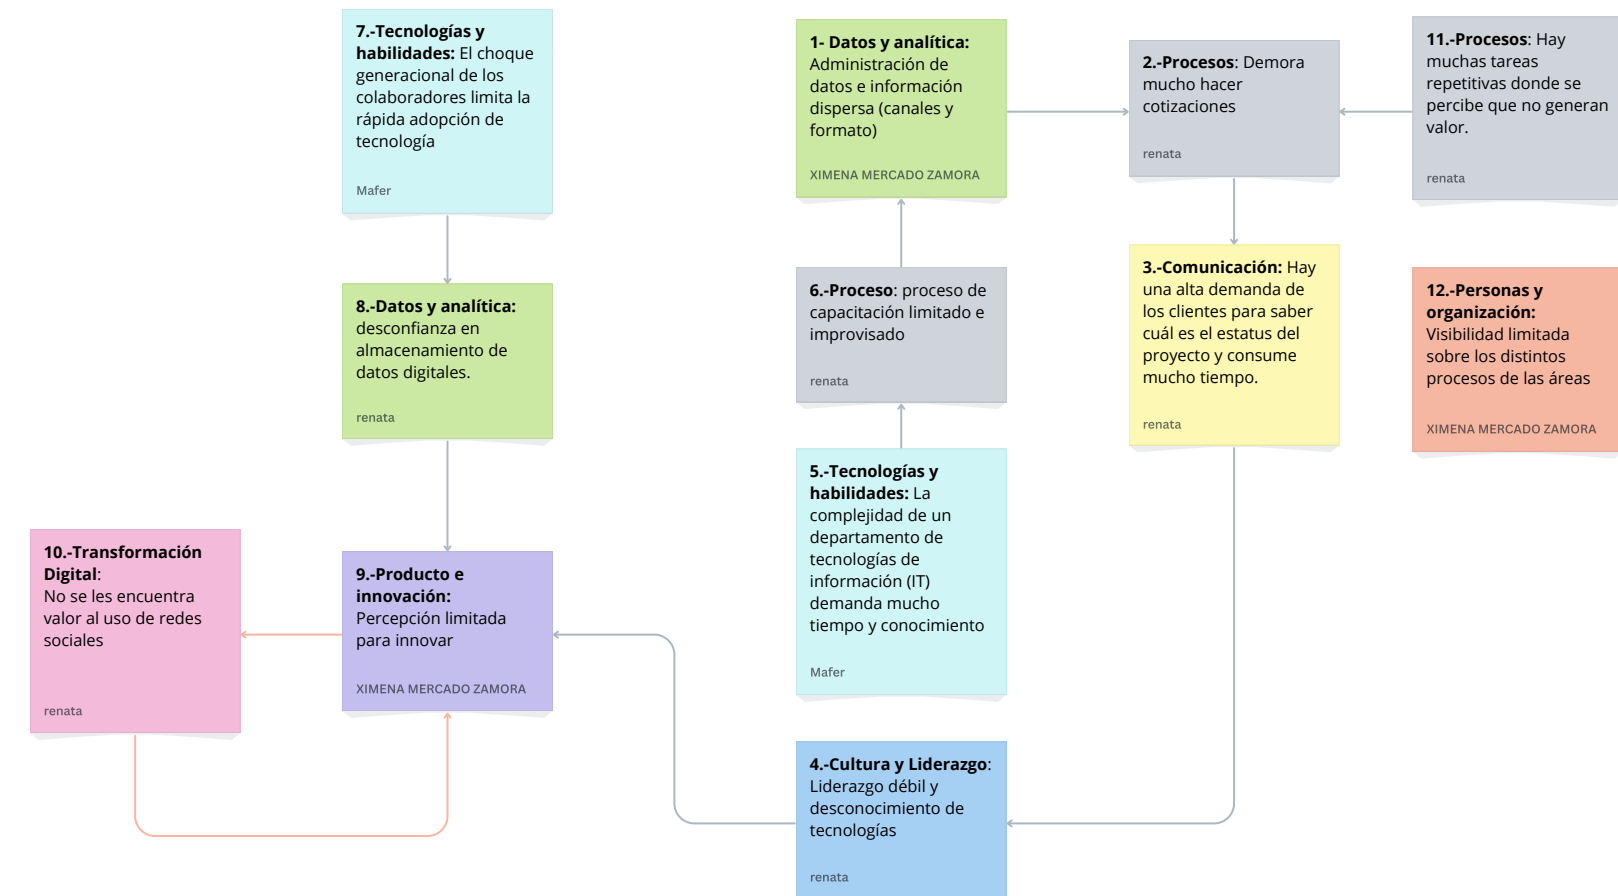 7.-Tecnologías y
habilidades: El choque
generacional de los
colaboradores limita la
rápida adopción de
tecnología
Mafer
1- Datos y analítica:
Administración de
datos e información
dispersa (canales y
formato)
XIMENA MERCADO ZAMORA
2.-Procesos: Demora
mucho hacer
cotizaciones
renata
11.-Procesos: Hay
muchas tareas
repetitivas donde se
percibe que no generan
valor.
renata
8.-Datos y analítica:
desconfianza en
almacenamiento de
datos digitales.
renata
6.-Proceso: proceso de
capacitación limitado e
improvisado
renata
3.-Comunicación: Hay
una alta demanda de
los clientes para saber
cuál es el estatus del
proyecto y consume
mucho tiempo.
renata
12.-Personas y
organización:
Visibilidad limitada
sobre los distintos
procesos de las áreas
XIMENA MERCADO ZAMORA
5.-Tecnologías y
habilidades: La
complejidad de un
departamento de
tecnologías de
información (IT)
demanda mucho
tiempo y conocimiento
Mafer
10.-Transformación
Digital:
No se les encuentra
valor al uso de redes
sociales
renata
9.-Producto e
innovación:
Percepción limitada
para innovar
XIMENA MERCADO ZAMORA
4.-Cultura y Liderazgo:
Liderazgo débil y
desconocimiento de
tecnologías
renata